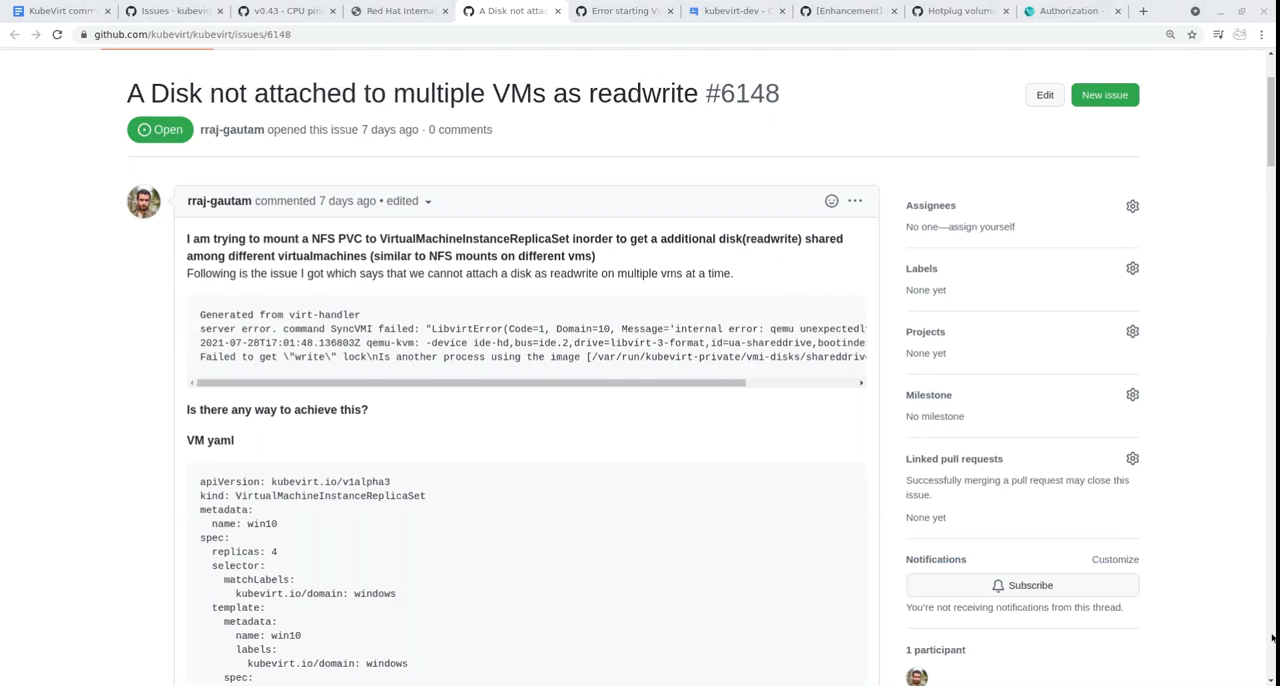 KubeVirt comm
Issues · kubevir
v0.43 - CPU pin
Red Hat Interna
A Disk not attac
Error starting V
kubevirt-dev -
[Enhancement]
Hotplug volume
Authorization -
github.com/kubevirt/kubevirt/issues/6148
A Disk not attached to multiple VMs as readwrite #6148
Edit
New issue
Open
rraj-gautam opened this issue 7 days ago · 0 comments
rraj-gautam commented 7 days ago • edited
I am trying to mount a NFS PVC to VirtualMachineInstanceReplicaSet inorder to get a additional disk(readwrite) shared
among different virtualmachines (similar to NFS mounts on different vms)
Following is the issue I got which says that we cannot attach a disk as readwrite on multiple vms at a time.
Generated from virt-handler
server error. command SyncVMI failed: "LibvirtError(Code=1, Domain=10, Message='internal error: qemu unexpectedl
2021-07-28T17:01:48.136803Z qemu-kvm: -device ide-hd,bus=ide.2,drive=libvirt-3-format,id=ua-shareddrive,bootinde
Failed to get \"write\" lock\nIs another process using the image [/var/run/kubevirt-private/vmi-disks/shareddriv
Is there any way to achieve this?
VM yaml
apiVersion: kubevirt.io/v1alpha3
kind: VirtualMachineInstanceReplicaSet
metadata:
name: win10
spec:
replicas: 4
selector:
matchLabels:
kubevirt.io/domain: windows
template:
metadata:
name: win10
labels:
kubevirt.io/domain: windows
spec:
Assignees
No one—assign yourself
Labels
None yet
Projects
None yet
Milestone
No milestone
Linked pull requests
Successfully merging a pull request may close this
issue.
None yet
Notifications
Customize
Subscribe
You're not receiving notifications from this thread.
1 participant